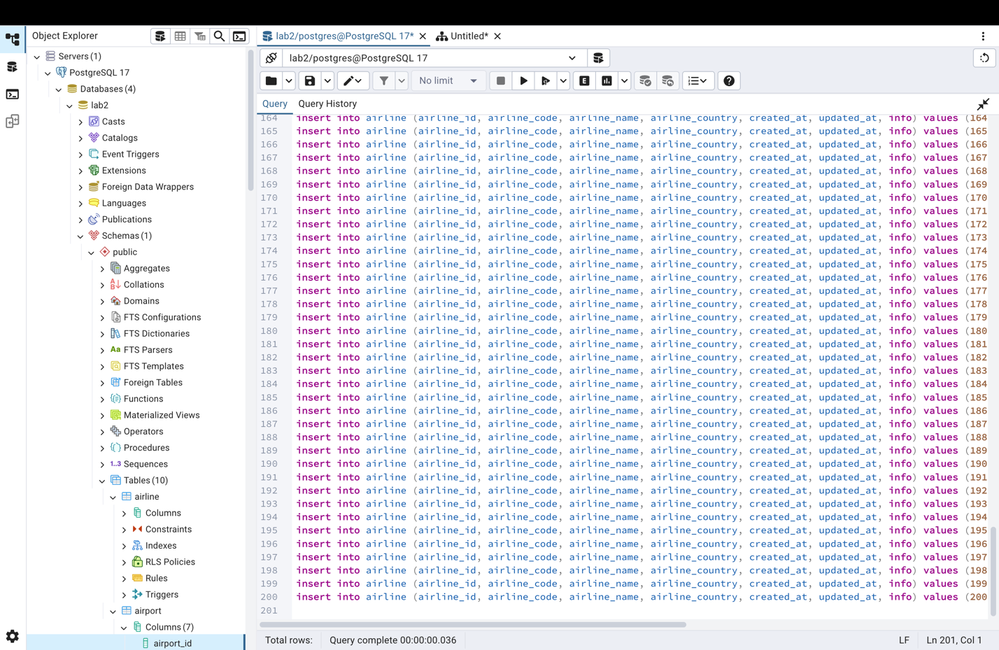 Object Explorer
lab2/postgres@PostgreSQL 17*
Untitled*
Servers (1)
PostgreSQL 17
Databases (4)
lab2
Casts
Catalogs
Event Triggers
Extensions
Foreign Data Wrappers
Languages
Publications
Schemas (1)
public
Aggregates
Collations
Domains
FTS Configurations
FTS Dictionaries
Aa FTS Parsers
FTS Templates
Foreign Tables
Functions
Materialized Views
Operators
Procedures
1..3 Sequences
Tables (10)
airline
Columns
Constraints
Indexes
RLS Policies
Rules
Triggers
airport
Columns (7)
airport_id
lab2/postgres@PostgreSQL 17
No limit
E
Query
Query History
164 insert into airline (airline_id, airline_code, airline_name, airline_country, created_at, updated_at, info) values (164
165 insert into airline (airline_id, airline_code, airline_name, airline_country, created_at, updated_at, info) values (165
166 insert into airline (airline_id, airline_code, airline_name, airline_country, created_at, updated_at, info) values (166
167 insert into airline (airline_id, airline_code, airline_name, airline_country, created_at, updated_at, info) values (167
168 insert into airline (airline_id, airline_code, airline_name, airline_country, created_at, updated_at, info) values (168
169 insert into airline (airline_id, airline_code, airline_name, airline_country, created_at, updated_at, info) values (169
170 insert into airline (airline_id, airline_code, airline_name, airline_country, created_at, updated_at, info) values (170
171 insert into airline (airline_id, airline_code, airline_name, airline_country, created_at, updated_at, info) values (171
172 insert into airline (airline_id, airline_code, airline_name, airline_country, created_at, updated_at, info) values (172
173 insert into airline (airline_id, airline_code, airline_name, airline_country, created_at, updated_at, info) values (173
174 insert into airline (airline_id, airline_code, airline_name, airline_country, created_at, updated_at, info) values (174
175 insert into airline (airline_id, airline_code, airline_name, airline_country, created_at, updated_at, info) values (175
176 insert into airline (airline_id, airline_code, airline_name, airline_country, created_at, updated_at, info) values (176
177 insert into airline (airline_id, airline_code, airline_name, airline_country, created_at, updated_at, info) values (177
178 insert into airline (airline_id, airline_code, airline_name, airline_country, created_at, updated_at, info) values (178
179 insert into airline (airline_id, airline_code, airline_name, airline_country, created_at, updated_at, info) values (179
180 insert into airline (airline_id, airline_code, airline_name, airline_country, created_at, updated_at, info) values (180
181 insert into airline (airline_id, airline_code, airline_name, airline_country, created_at, updated_at, info) values (181
182 insert into airline (airline_id, airline_code, airline_name, airline_country, created_at, updated_at, info) values (182
183 insert into airline (airline_id, airline_code, airline_name, airline_country, created_at, updated_at, info) values (183
184 insert into airline (airline_id, airline_code, airline_name, airline_country, created_at, updated_at, info) values (184
185 insert into airline (airline_id, airline_code, airline_name, airline_country, created_at, updated_at, info) values (185
186 insert into airline (airline_id, airline_code, airline_name, airline_country, created_at, updated_at, info) values (186
187 insert into airline (airline_id, airline_code, airline_name, airline_country, created_at, updated_at, info) values (187
188 insert into airline (airline_id, airline_code, airline_name, airline_country, created_at, updated_at, info) values (188
189 insert into airline (airline_id, airline_code, airline_name, airline_country, created_at, updated_at, info) values (189
190 insert into airline (airline_id, airline_code, airline_name, airline_country, created_at, updated_at, info) values (190
191 insert into airline (airline_id, airline_code, airline_name, airline_country, created_at, updated_at, info) values (191
192 insert into airline (airline_id, airline_code, airline_name, airline_country, created_at, updated_at, info) values (192
193 insert into airline (airline_id, airline_code, airline_name, airline_country, created_at, updated_at, info) values (193
194 insert into airline (airline_id, airline_code, airline_name, airline_country, created_at, updated_at, info) values (194
195 insert into airline (airline_id, airline_code, airline_name, airline_country, created_at, updated_at, info) values (195
196 insert into airline (airline_id, airline_code, airline_name, airline_country, created_at, updated_at, info) values (196
197 insert into airline (airline_id, airline_code, airline_name, airline_country, created_at, updated_at, info) values (197
198 insert into airline (airline_id, airline_code, airline_name, airline_country, created_at, updated_at, info) values (198
199 insert into airline (airline_id, airline_code, airline_name, airline_country, created_at, updated_at, info) values (199
200 insert into airline (airline_id, airline_code, airline_name, airline_country, created_at, updated_at, info) values (200
201
Total rows:
Query complete 00:00:00.036
LF
Ln 201, Col 1